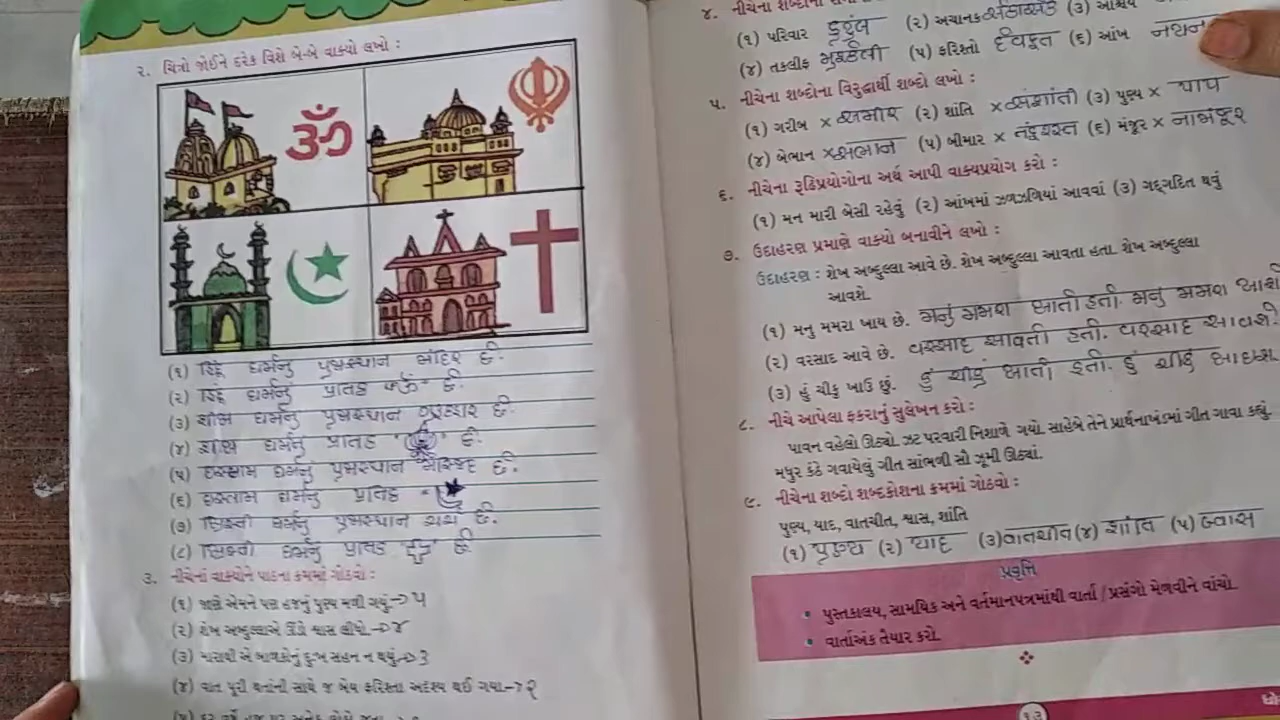 ૨. ચિત્રો જોઈને દરેક વિશે બે-બે વાક્યો લખો :
ૐ
(૧) હિંદુ ધર્મનું પ્રભસ્થાન મંદિર છે.
(૨) હિંદુ ધર્મનું પ્રતિક ૐ છે.
(૩) શીખ ધર્મનું પ્રભસ્થાન છે.
(૪) શીખ ધર્મનું પ્રતિક છે.
(૫) ઇસ્લામ ધર્મનું પ્રભસ્થાન મસ્જિદ છે.
(૬) ઇસ્લામ ધર્મનું પ્રતિક
(૭) ખ્રિસ્તી ધર્મનું પ્રભસ્થાન ચર્ચ છે.
(૮) ખ્રિસ્તી ધર્મનું પ્રતિક છે
૩. નીચેનાં વાક્યોને પાઠના ક્રમમાં ગોઠવો :
(૧) જાણે એમને પણ હજનું પુણ્ય મળી ગયું.→ ૫
(૨) શેખ અબ્દુલ્લાએ ઊંડો શ્વાસ લીધો.→ ૪
(૩) મારાથી એ બાળકોનું દુઃખ સહન ન થયું.→ ૩
(૪) વાત પૂરી થતાંની સાથે જ બેય ફરિસ્તા અદૃશ્ય થઈ ગયા.→ ૨
૪. નીચેના શબ્દોના
(૧) પરિવાર કુટુંબ (૨) અચાનક (૩)
(૪) તકલીફ મુશ્કેલી (૫) ફરિસ્તો દેવદૂત (૬) આંખ નયન
૫. નીચેના શબ્દોના વિરુદ્ધાર્થી શબ્દો લખો :
(૧) ગરીબ × અમીર (૨) શાંતિ × અશાંતી (૩) પુણ્ય × પાપ
(૪) બેભાન × સભાન (૫) બીમાર × તંદુરસ્ત (૬) મંજૂર × નામંજૂર
૬. નીચેના રૂઢિપ્રયોગોના અર્થ આપી વાક્યપ્રયોગ કરો :
(૧) મન મારી બેસી રહેવું (૨) આંખમાં ઝળઝળિયાં આવવાં (૩) ગદ્ગદિત થવું
૭. ઉદાહરણ પ્રમાણે વાક્યો બનાવીને લખો :
ઉદાહરણ : શેખ અબ્દુલ્લા આવે છે. શેખ અબ્દુલ્લા આવતા હતા. શેખ અબ્દુલ્લા
આવશે.
(૧) મનુ મમરા ખાય છે. મનું મમરા ખાતી હતી. મનું મમરા ખાશે
(૨) વરસાદ આવે છે. વરસાદ આવતી હતી. વરસાદ આવશે.
(૩) હું ચીકુ ખાઉં છું. હું ચીકુ ખાતી હતી. હું ચીકુ
૮. નીચે આપેલા ફકરાનું સુલેખન કરો :
પાવન વહેલો ઊઠ્યો. ઝટ પરવારી નિશાળે ગયો. સાહેબે તેને પ્રાર્થનાખંડમાં ગીત ગાવા કહ્યું.
મધુર કંઠે ગવાયેલું ગીત સાંભળી સૌ ઝૂમી ઊઠ્યા.
૯. નીચેના શબ્દો શબ્દકોશના ક્રમમાં ગોઠવો :
પુણ્ય, યાદ, વાતચીત, શ્વાસ, શાંતિ
(૧) પુણ્ય (૨) યાદ (૩) વાતચીત (૪) શાંતિ (૫) શ્વાસ
પ્રવૃત્તિ
• પુસ્તકાલય, સામયિક અને વર્તમાનપત્રમાંથી વાર્તા / પ્રસંગો મેળવીને વાંચો.
• વાર્તાઅંક તૈયાર કરો.
૧૩